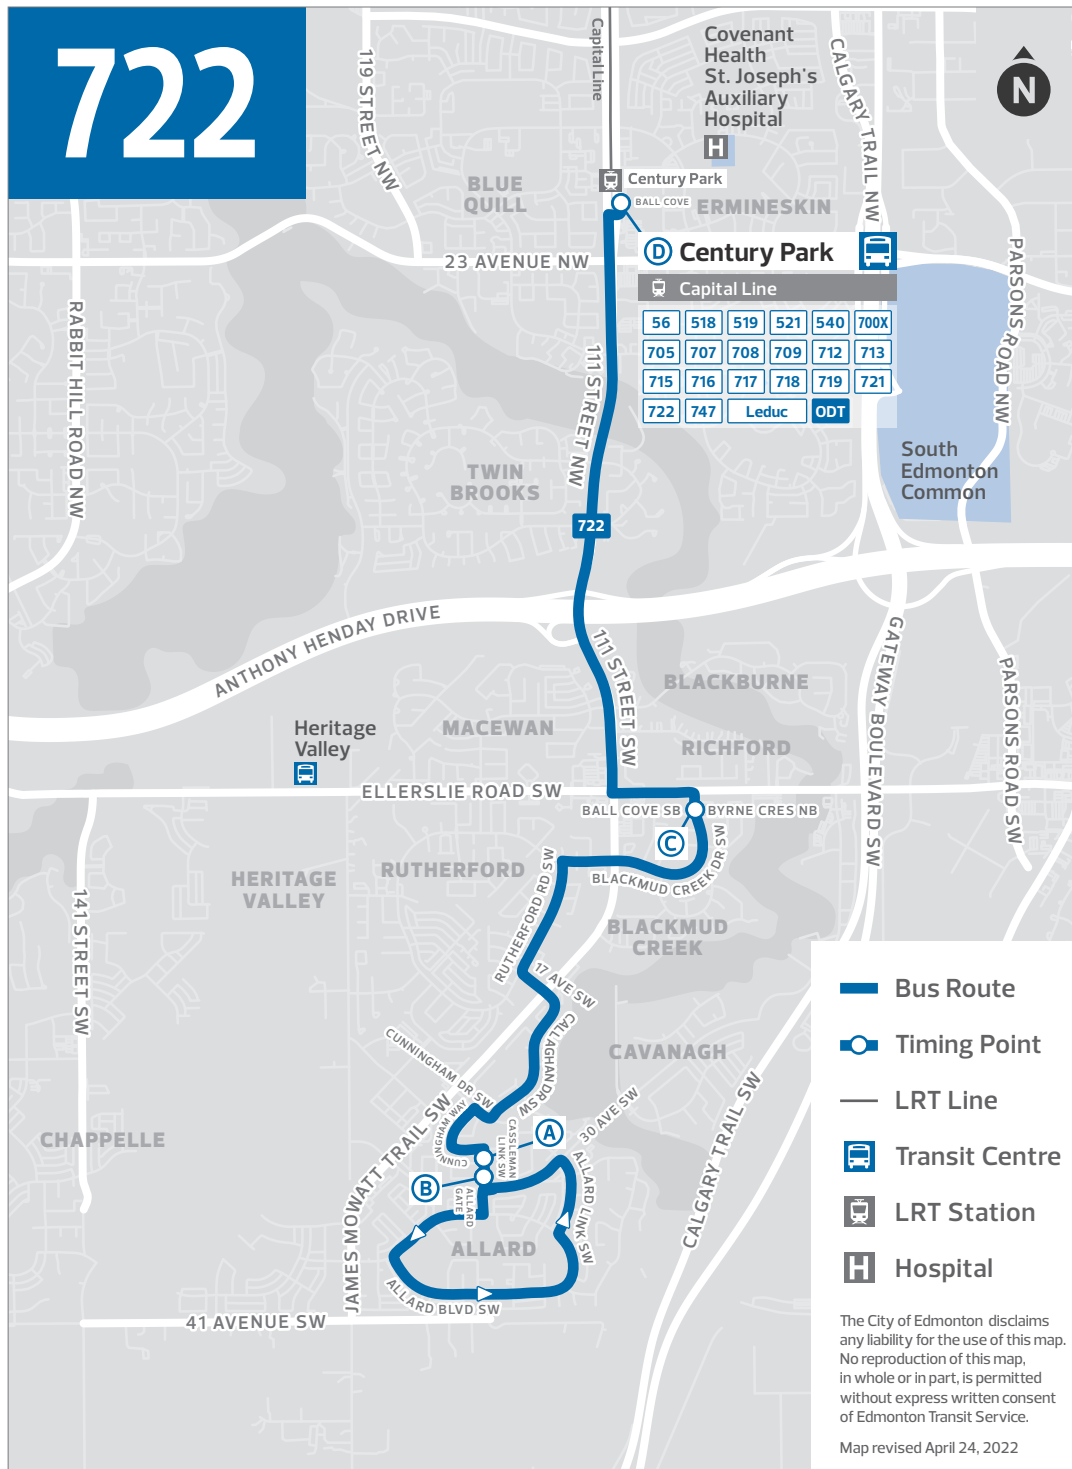 722
119 STREET NW
Capital Line
Covenant
Health
St. Joseph's
Auxiliary
Hospital
H
CALGARY TRAIL NW
N
Century Park
BALL COVE
BLUE
QUILL
ERMINESKIN
23 AVENUE NW
D Century Park
Capital Line
56 518 519 521 540 700X
705 707 708 709 712 713
715 716 717 718 719 721
722 747 Leduc ODT
PARSONS ROAD NW
RABBIT HILL ROAD NW
111 STREET NW
South
Edmonton
Common
TWIN
BROOKS
722
ANTHONY HENDAY DRIVE
111 STREET SW
GATEWAY BOULEVARD SW
PARSONS ROAD SW
BLACKBURNE
MACEWAN
RICHFORD
Heritage
Valley
ELLERSLIE ROAD SW
BALL COVE SB
BYRNE CRES NB
C
BLACKMUD CREEK DR SW
RUTHERFORD
RUTHERFORD RD SW
HERITAGE
VALLEY
141 STREET SW
BLACKMUD
CREEK
17 AVE SW
CALLAGHAN DR SW
CUNNINGHAM DR SW
CAVANAGH
CUNNINGHAM WAY
CASSLEMAN
LINK SW
A
30 AVE SW
CHAPPELLE
JAMES MOWATT TRAIL SW
B
ALLARD
GATE
ALLARD LINK SW
ALLARD
ALLARD BLVD SW
41 AVENUE SW
CALGARY TRAIL SW
Bus Route
Timing Point
LRT Line
Transit Centre
LRT Station
H Hospital
The City of Edmonton disclaims
any liability for the use of this map.
No reproduction of this map,
in whole or in part, is permitted
without express written consent
of Edmonton Transit Service.
Map revised April 24, 2022